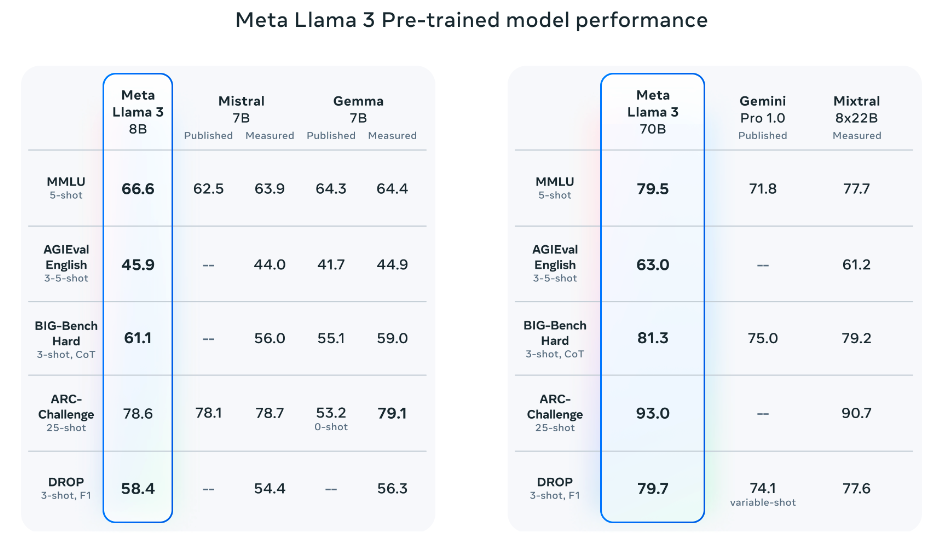 Meta Llama 3 Pre-trained model performance
Meta
Llama 3
8B
Mistral
7B
Gemma
7B
Published Measured Published Measured
MMLU
5-shot
66.6 62.5 63.9 64.3 64.4
AGIEval
English
3-5-shot
45.9 -- 44.0 41.7 44.9
BIG-Bench
Hard
3-shot, CoT
61.1 -- 56.0 55.1 59.0
ARC-
Challenge
25-shot
78.6 78.1 78.7 53.2 79.1
0-shot
DROP
3-shot, F1
58.4 -- 54.4 -- 56.3
Meta
Llama 3
70B
Gemini
Pro 1.0
Published
Mixtral
8x22B
Measured
MMLU
5-shot
79.5 71.8 77.7
AGIEval
English
3-5-shot
63.0 -- 61.2
BIG-Bench
Hard
3-shot, CoT
81.3 75.0 79.2
ARC-
Challenge
25-shot
93.0 -- 90.7
DROP
3-shot, F1
79.7 74.1 77.6
variable-shot